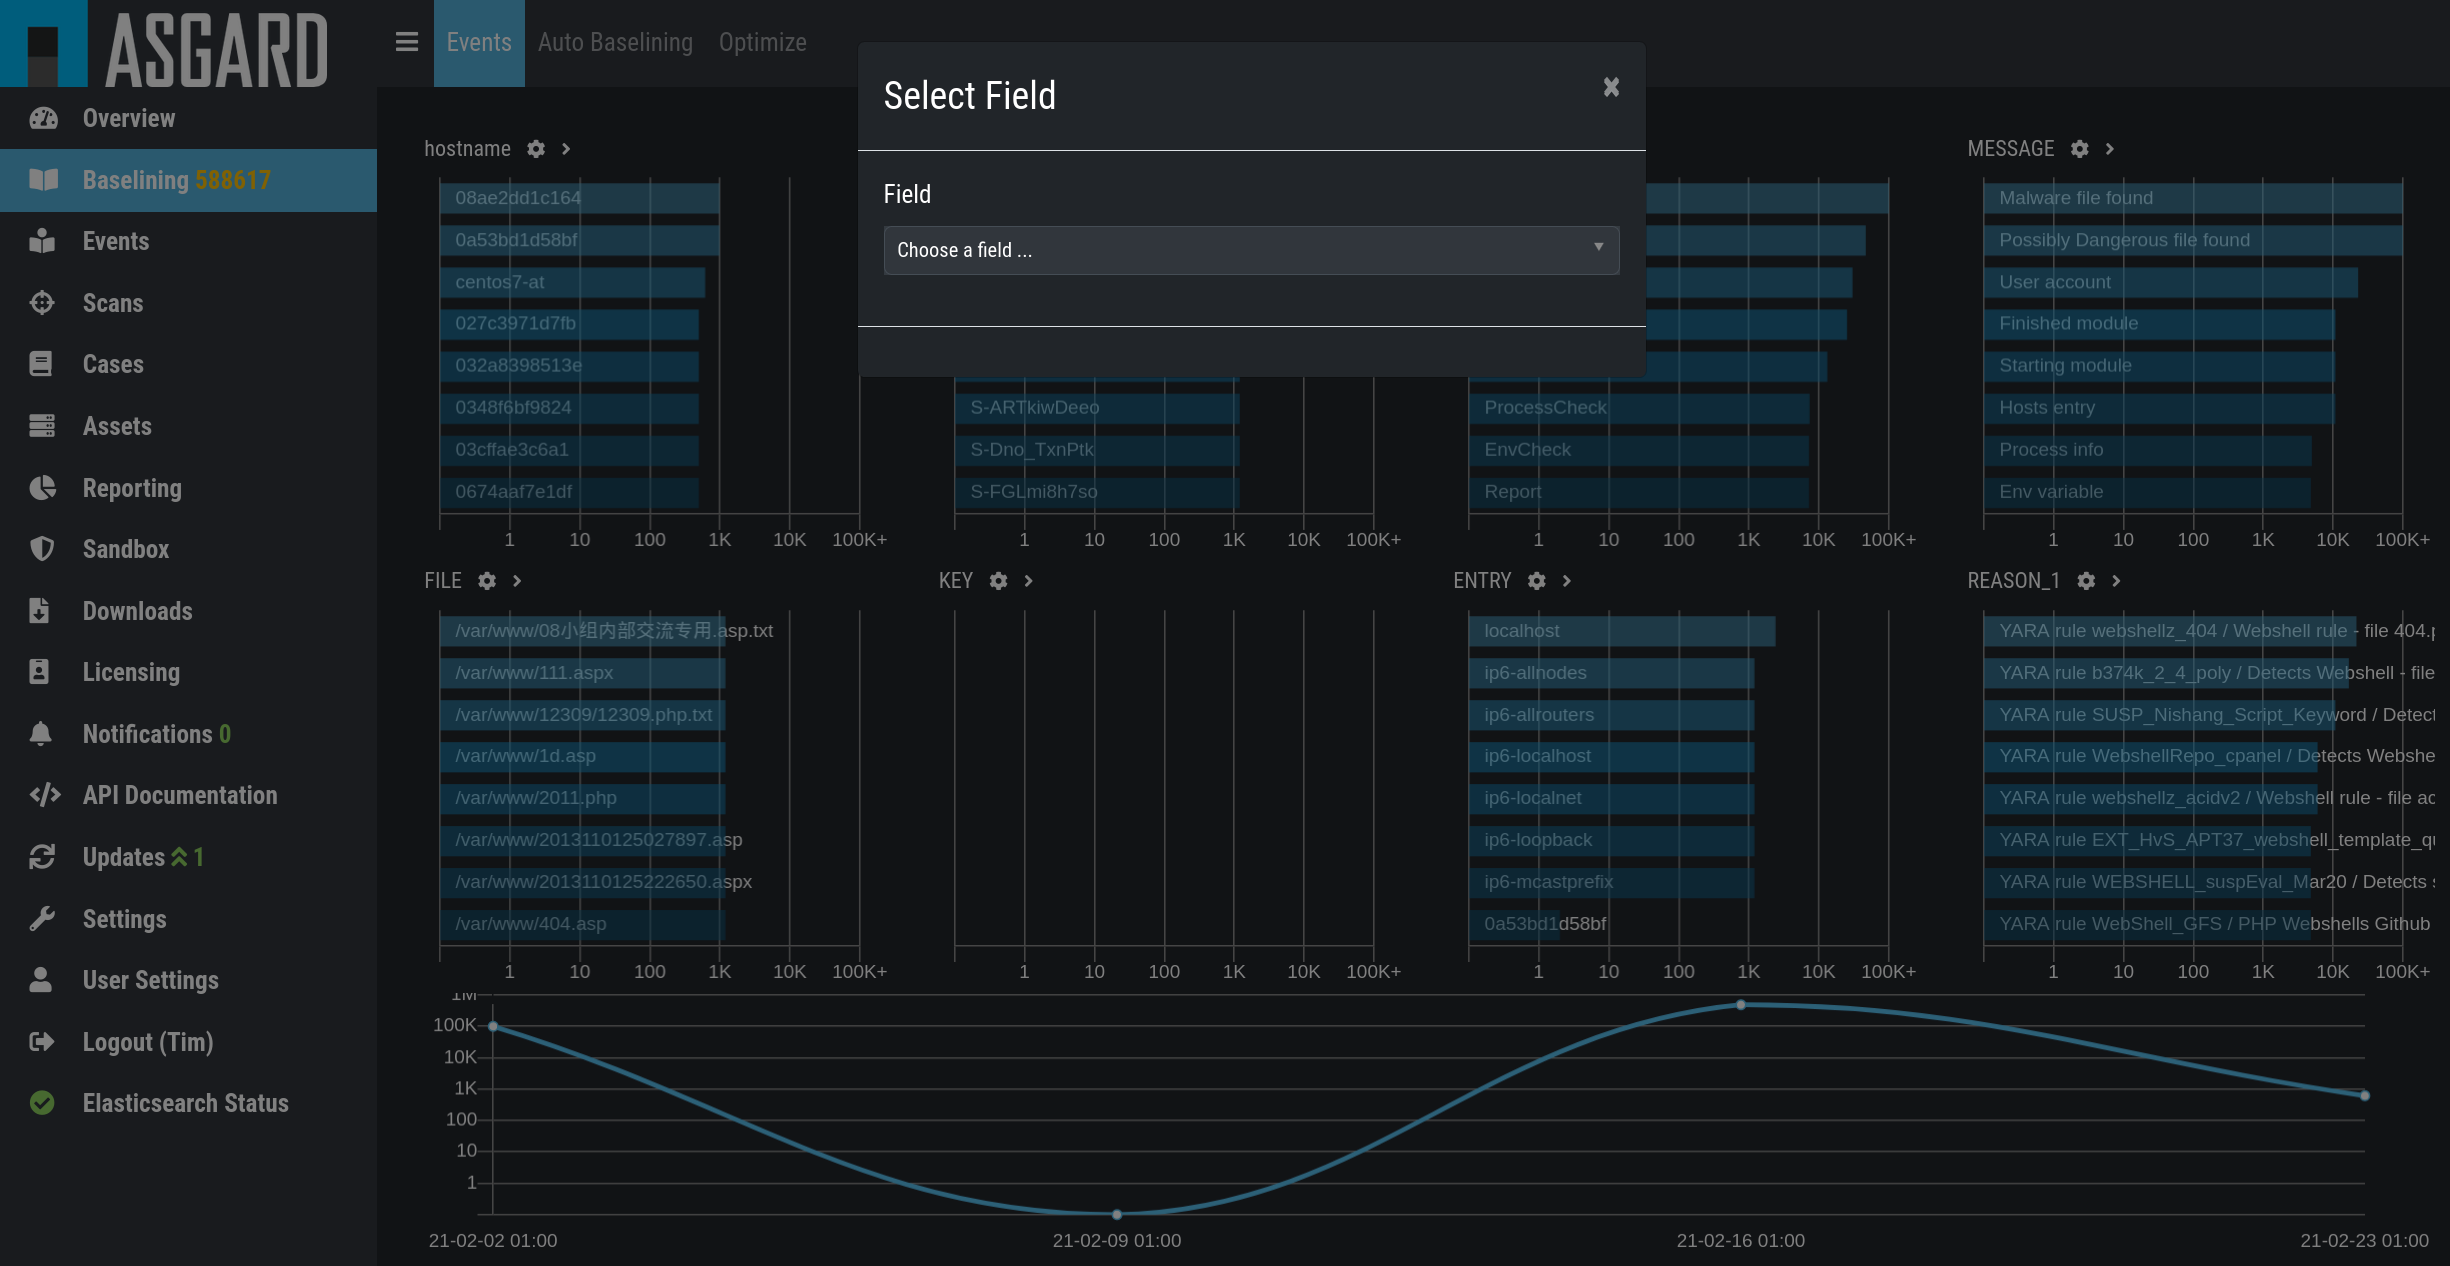 ASGARD
Events Auto Baselining Optimize
Overview
Baselining 588617
Events
Scans
Cases
Assets
Reporting
Sandbox
Downloads
Licensing
Notifications 0
API Documentation
Updates 1
Settings
User Settings
Logout (Tim)
Elasticsearch Status
Select Field
×
Field
Choose a field ...
hostname
08ae2dd1c164
0a53bd1d58bf
centos7-at
027c3971d7fb
032a8398513e
0348f6bf9824
03cffae3c6a1
0674aaf7e1df
1 10 100 1K 10K 100K+
S-ARTkiwDeeo
S-Dno_TxnPtk
S-FGLmi8h7so
1 10 100 1K 10K 100K+
ProcessCheck
EnvCheck
Report
1 10 100 1K 10K 100K+
MESSAGE
Malware file found
Possibly Dangerous file found
User account
Finished module
Starting module
Hosts entry
Process info
Env variable
1 10 100 1K 10K 100K+
FILE
/var/www/08小组内部交流专用.asp.txt
/var/www/111.aspx
/var/www/12309/12309.php.txt
/var/www/1d.asp
/var/www/2011.php
/var/www/2013110125027897.asp
/var/www/2013110125222650.aspx
/var/www/404.asp
1 10 100 1K 10K 100K+
KEY
1 10 100 1K 10K 100K+
ENTRY
localhost
ip6-allnodes
ip6-allrouters
ip6-localhost
ip6-localnet
ip6-loopback
ip6-mcastprefix
0a53bd1d58bf
1 10 100 1K 10K 100K+
REASON_1
YARA rule webshellz_404 / Webshell rule - file 404.p
YARA rule b374k_2_4_poly / Detects Webshell - file
YARA rule SUSP_Nishang_Script_Keyword / Detect
YARA rule WebshellRepo_cpanel / Detects Webshe
YARA rule webshellz_acidv2 / Webshell rule - file ac
YARA rule EXT_HvS_APT37_webshell_template_qu
YARA rule WEBSHELL_suspEval_Mar20 / Detects s
YARA rule WebShell_GFS / PHP Webshells Github
1 10 100 1K 10K 100K+
1M
100K
10K
1K
100
10
1
21-02-02 01:00 21-02-09 01:00 21-02-16 01:00 21-02-23 01:00